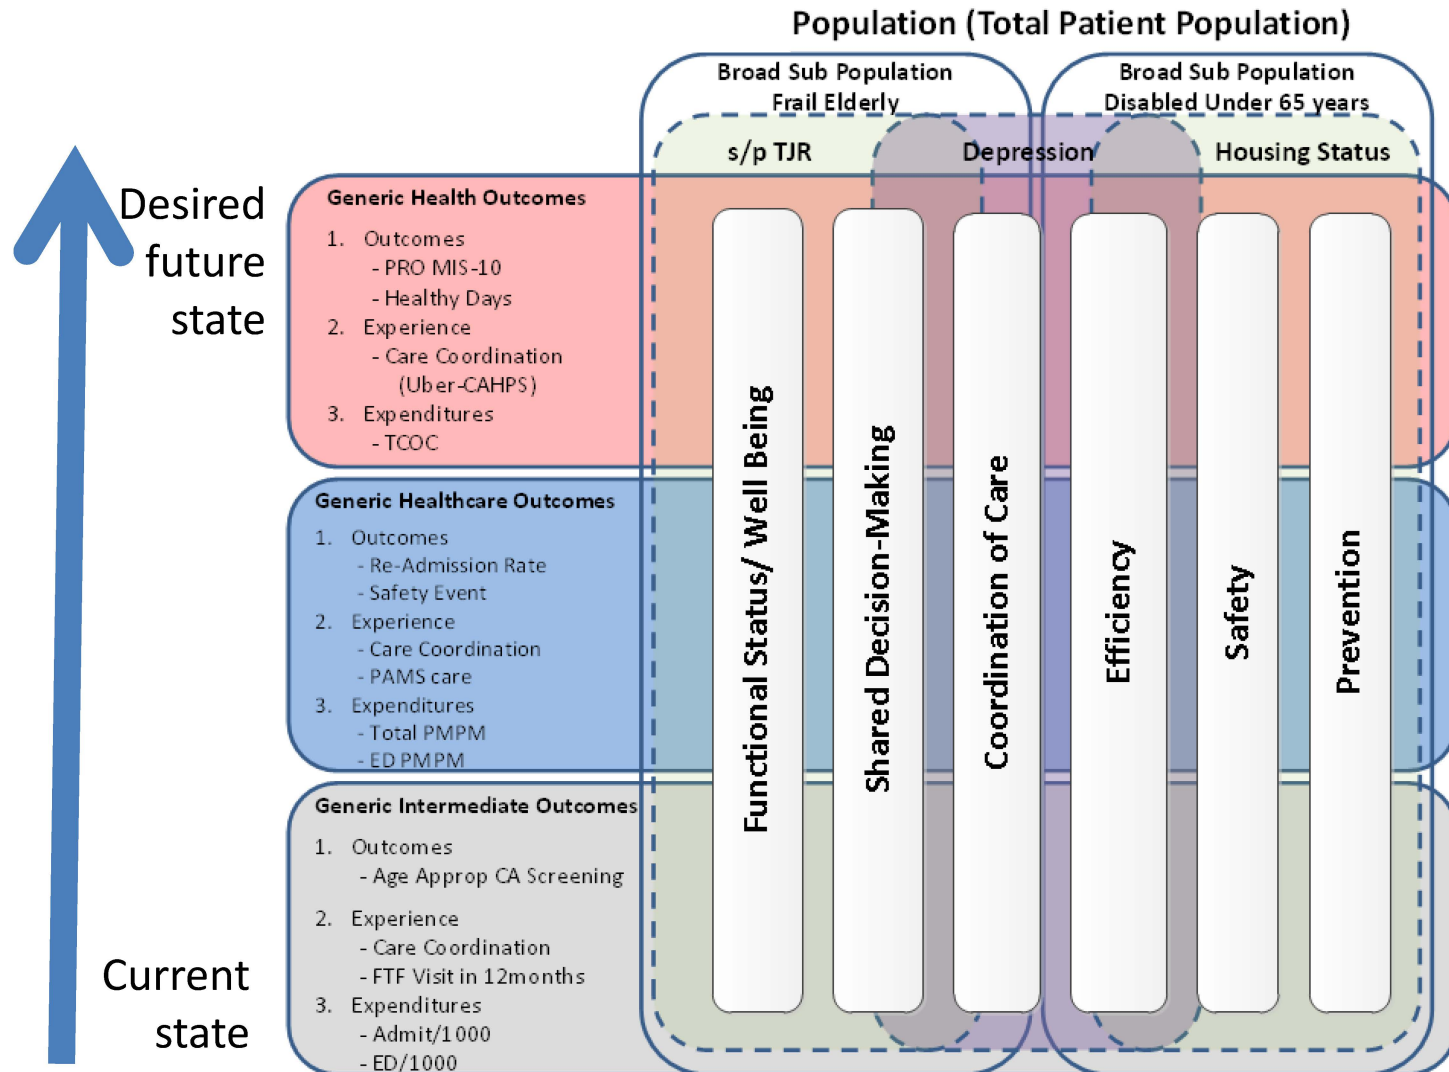 Population (Total Patient Population)
Broad Sub Population
Frail Elderly
Broad Sub Population
Disabled Under 65 years
s/p TJR
Depression
Housing Status
Desired
future
state
Generic Health Outcomes
1. Outcomes
- PRO MIS-10
- Healthy Days
2. Experience
- Care Coordination
(Uber-CAHPS)
3. Expenditures
- TCOC
Generic Healthcare Outcomes
1. Outcomes
- Re-Admission Rate
- Safety Event
2. Experience
- Care Coordination
- PAMS care
3. Expenditures
- Total PMPM
- ED PMPM
Generic Intermediate Outcomes
1. Outcomes
- Age Approp CA Screening
2. Experience
- Care Coordination
- FTF Visit in 12months
3. Expenditures
- Admit/1000
- ED/1000
Current
state
Functional Status/ Well Being
Shared Decision-Making
Coordination of Care
Efficiency
Safety
Prevention